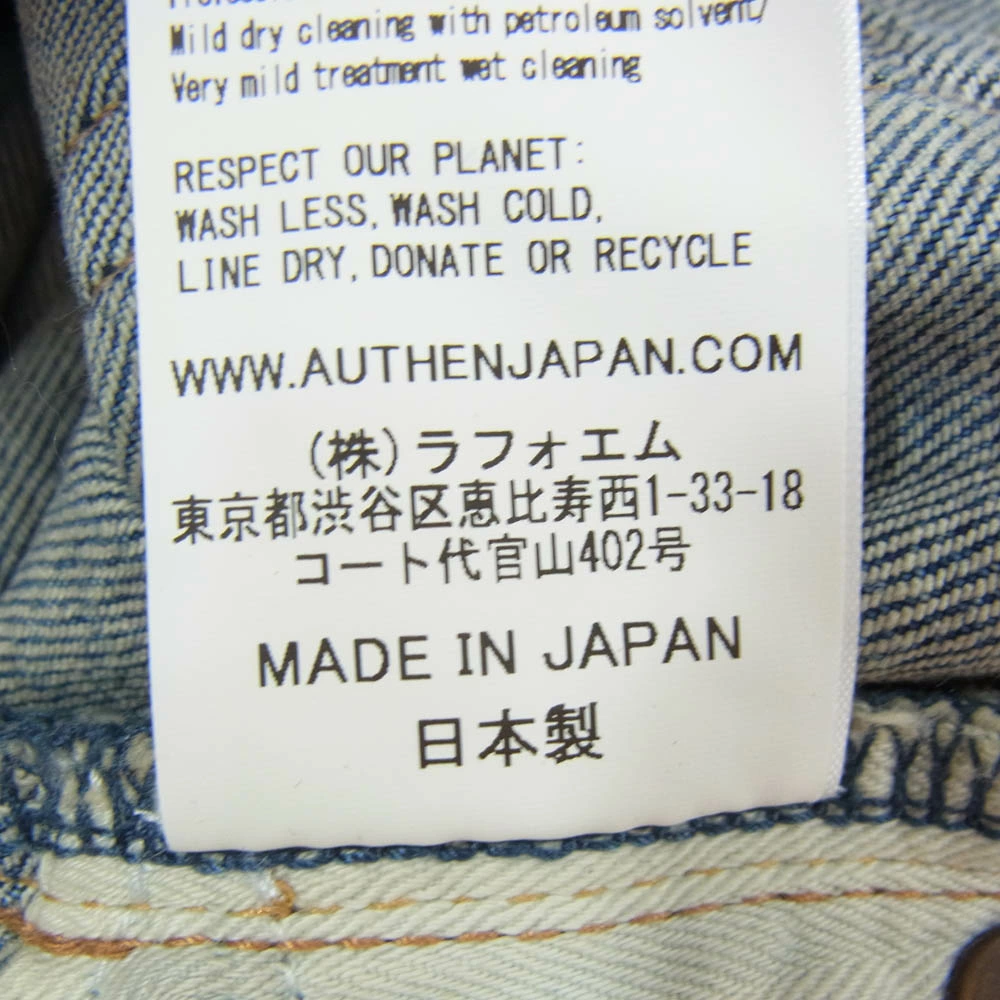 Mild dry cleaning with petroleum solvent/
Very mild treatment wet cleaning
RESPECT OUR PLANET:
WASH LESS, WASH COLD,
LINE DRY, DONATE OR RECYCLE
WWW.AUTHENJAPAN.COM
(株)ラフォエム
東京都渋谷区恵比寿西1-33-18
コート代官山402号
MADE IN JAPAN
日本製